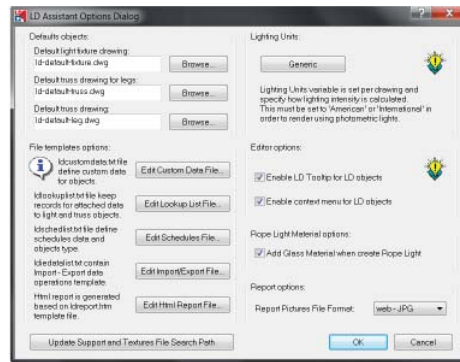 LD Assistant Options Dialog
Defaults objects:
Default light fixture drawing:
ld-default-fixture.dwg
Browse...
Default truss drawing for legs:
ld-default-truss.dwg
Browse...
Default truss drawing:
ld-default-leg.dwg
Browse...
File templates options:
ldcustomdata.txt file
define custom data
for objects.
Edit Custom Data File...
ldlookuplist.txt file keep
records for attached data
to light and truss objects.
Edit Lookup List File...
ldschedlist.txt file define
schedules data and
objects type.
Edit Schedules File...
ldiedatalist.txt contain
Import - Export data
operations template.
Edit Import/Export File...
Html report is generated
based on ldreport.htm
template file.
Edit Html Report File...
Update Support and Textures File Search Path
Lighting Units:
Generic
Lighting Units variable is set per drawing and
specify how lighting intensity is calculated.
This must be set to 'American' or 'International' in
order to render using photometric lights.
Editor options:
Enable LD Tooltip for LD objects
Enable context menu for LD objects
Rope Light Material options:
Add Glass Material when create Rope Light
Report options:
Report Pictures File Format:
web - JPG
OK
Cancel